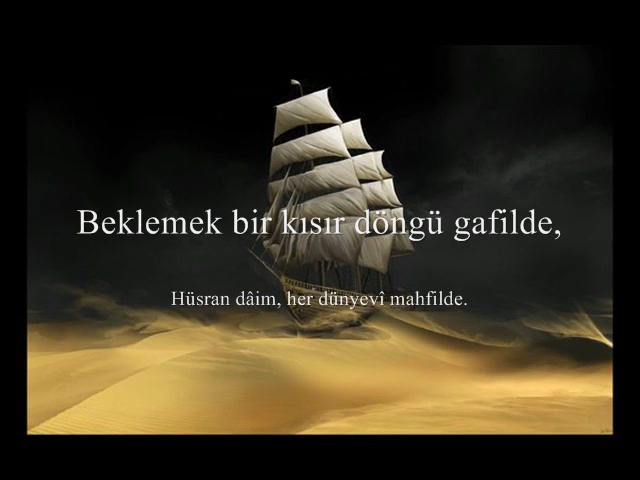 Beklemek bir kısır döngü gafilde,
Hüsran dâim, her dünyevî mahfilde.